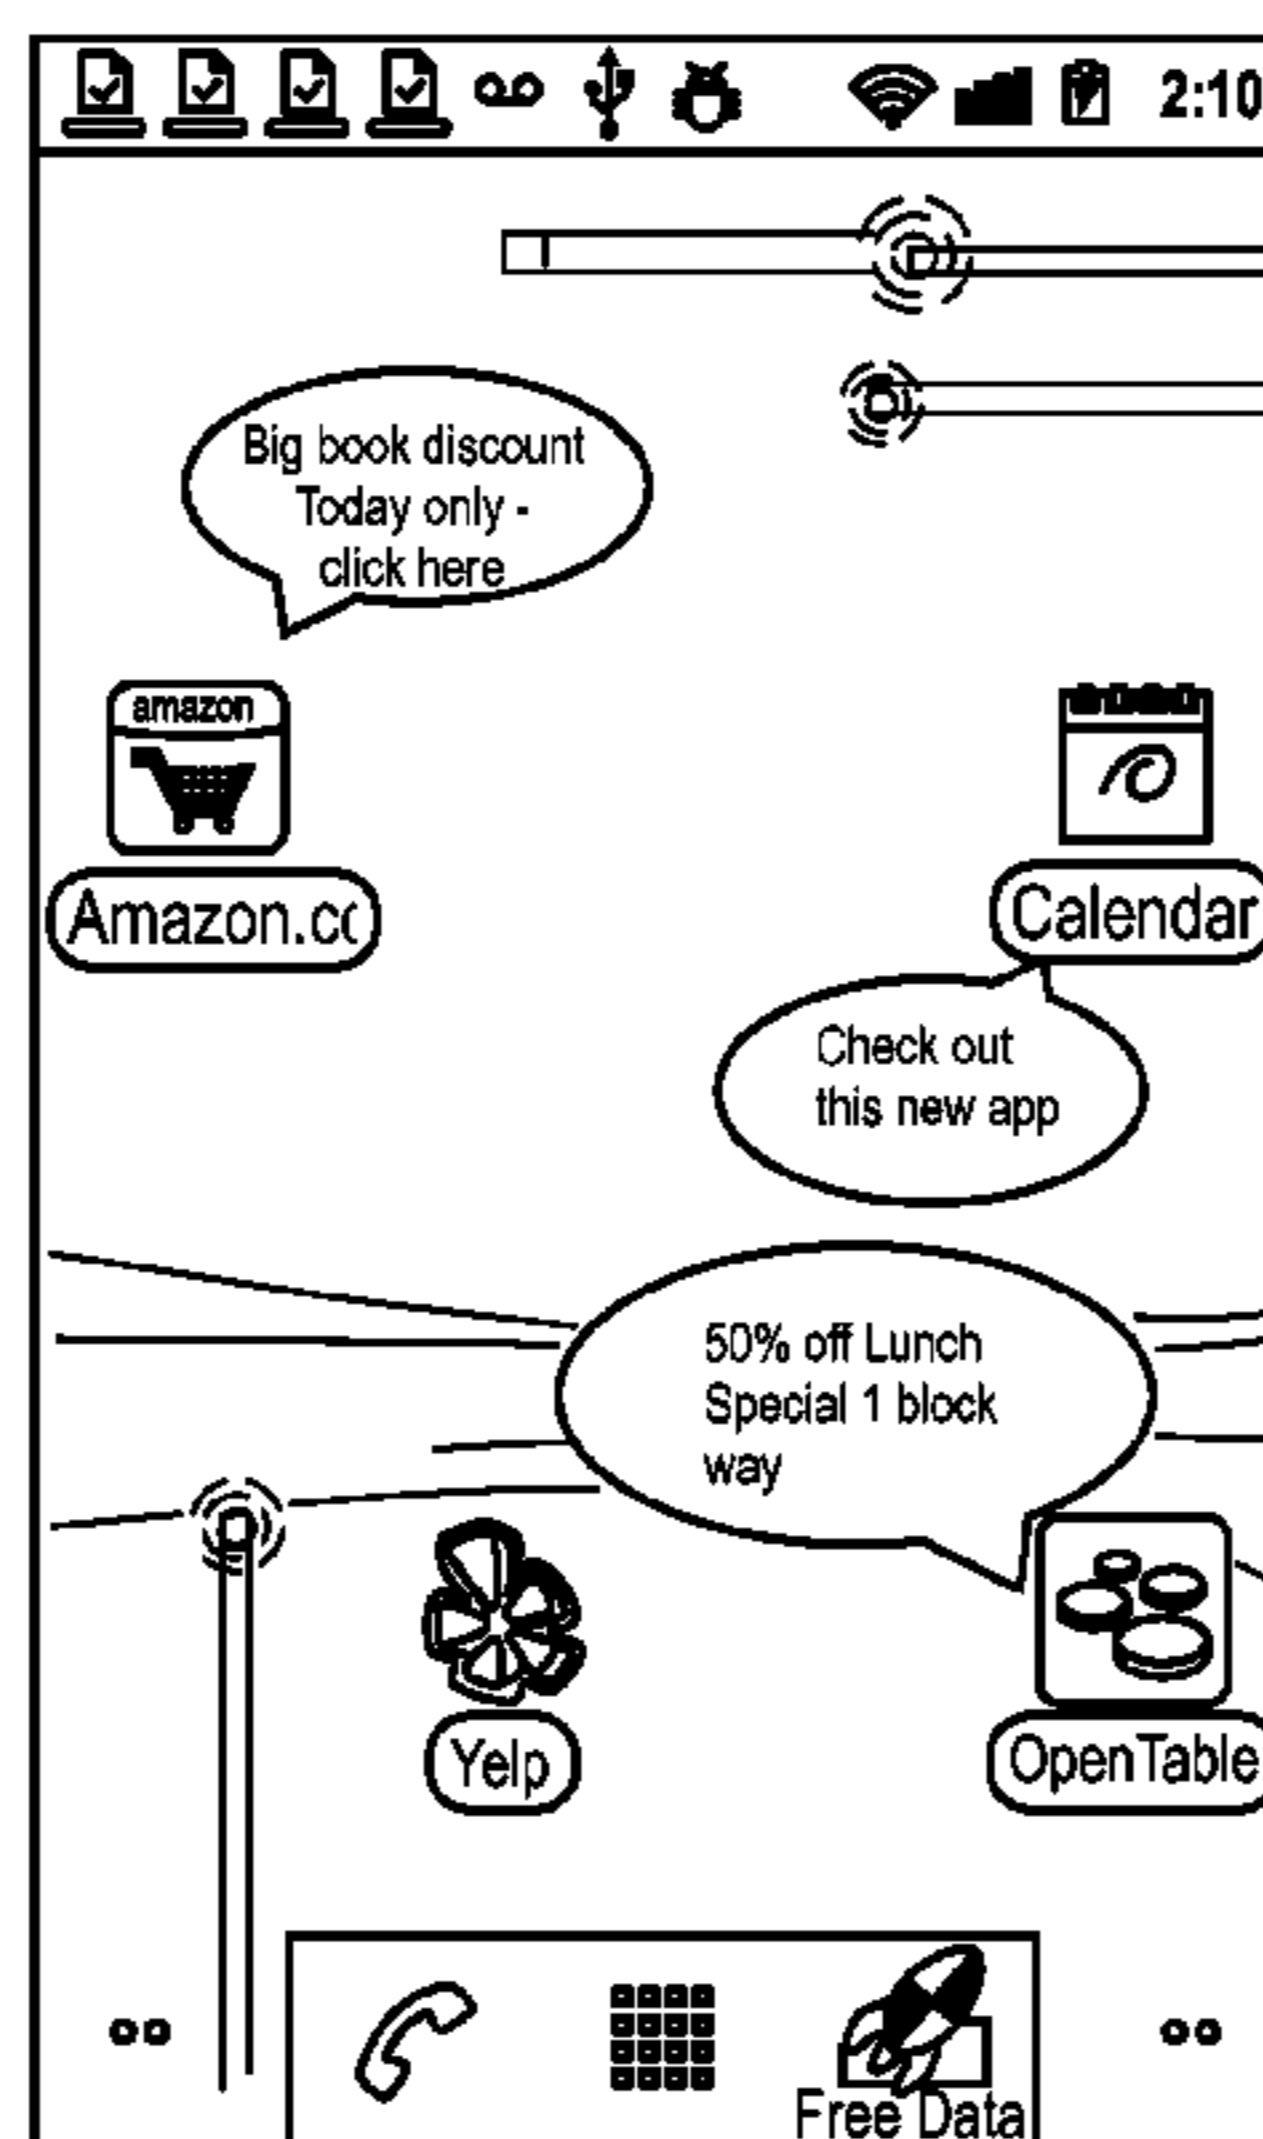 2:10
Big book discount
Today only -
click here
amazon
Amazon.cc
Calendar
Check out
this new app
50% off Lunch
Special 1 block
way
Yelp
OpenTable
Free Data